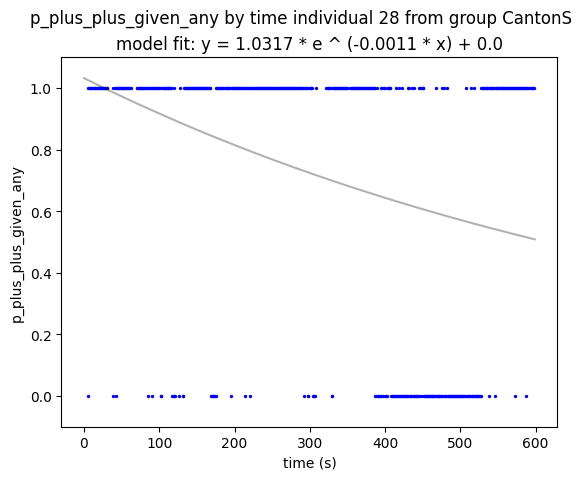 p_plus_plus_given_any by time individual 28 from group CantonS
model fit: y = 1.0317 * e ^ (-0.0011 * x) + 0.0
1.0
0.8
0.6
0.4
0.2
0.0
p_plus_plus_given_any
0 100 200 300 400 500 600
time (s)